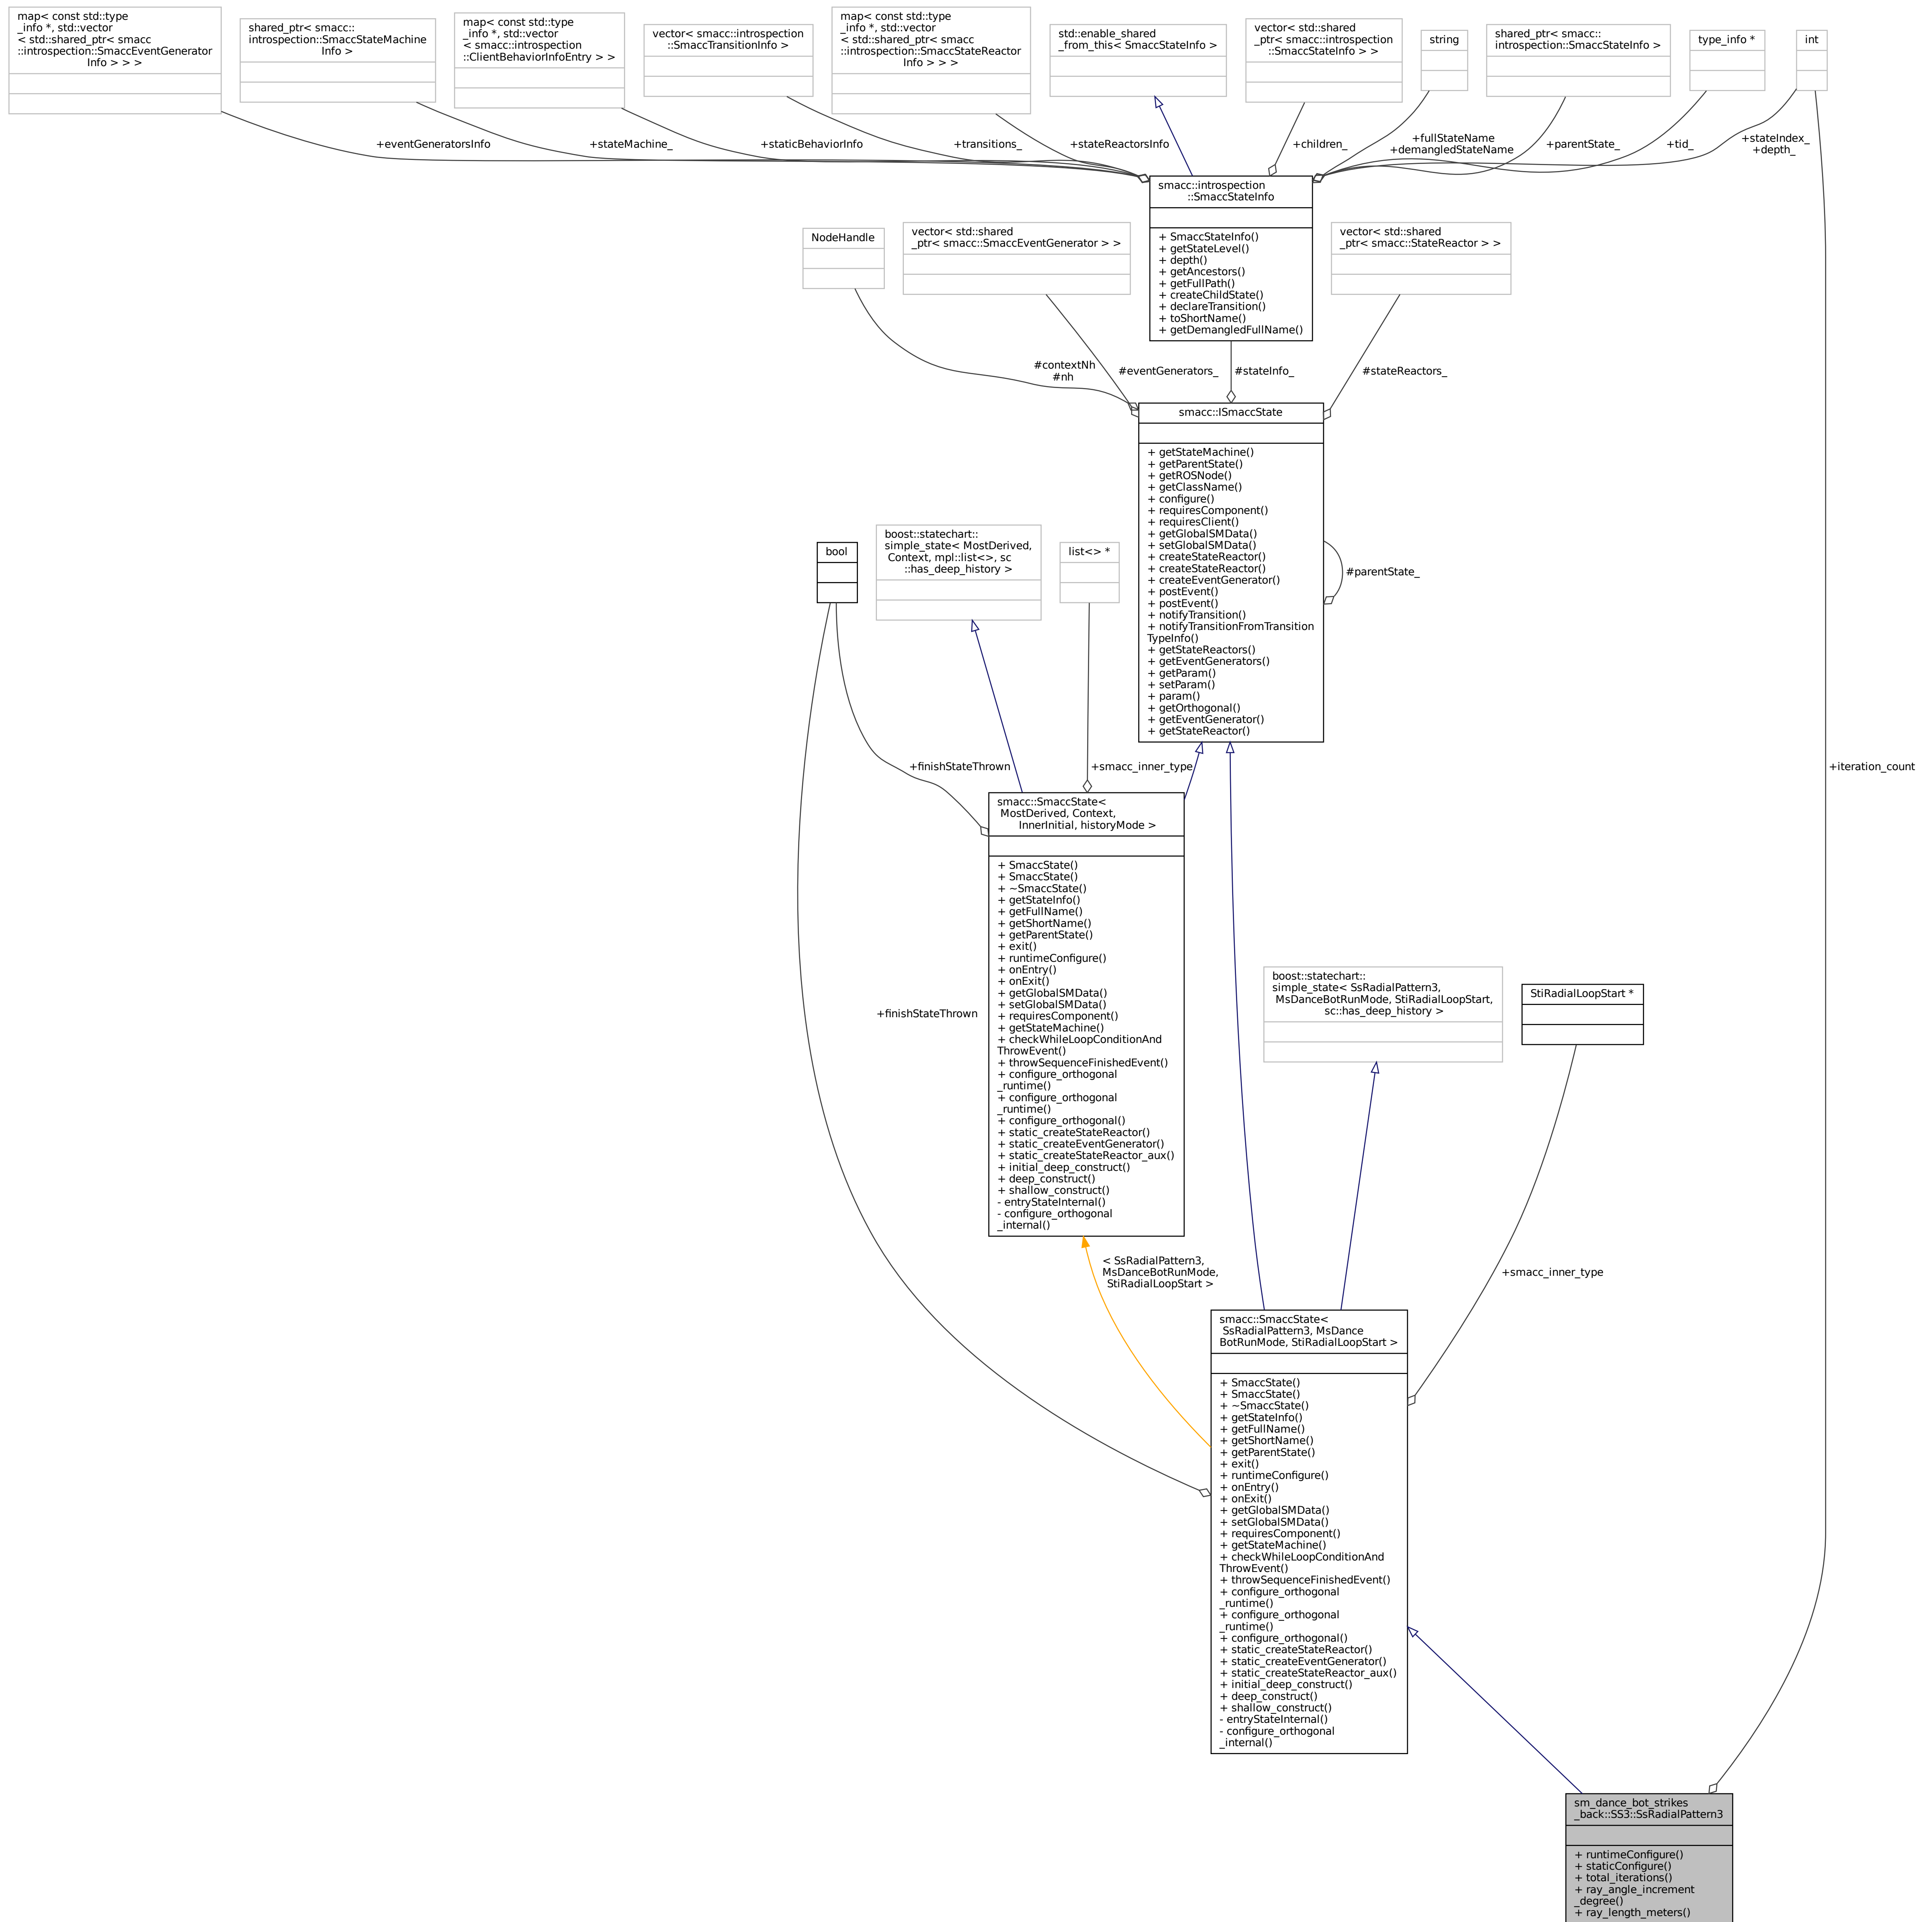 map< const std::type
_info *, std::vector
< std::shared_ptr< smacc
::introspection::SmaccEventGenerator
Info > > >
shared_ptr< smacc::
introspection::SmaccStateMachine
Info >
map< const std::type
_info *, std::vector
< smacc::introspection
::ClientBehaviorInfoEntry > >
vector< smacc::introspection
::SmaccTransitionInfo >
map< const std::type
_info *, std::vector
< std::shared_ptr< smacc
::introspection::SmaccStateReactor
Info > > >
std::enable_shared
_from_this< SmaccStateInfo >
vector< std::shared
_ptr< smacc::introspection
::SmaccStateInfo > >
string
shared_ptr< smacc::
introspection::SmaccStateInfo >
type_info *
int
+eventGeneratorsInfo
+stateMachine_
+staticBehaviorInfo
+transitions_
+stateReactorsInfo
+children_
+fullStateName
+demangledStateName
+parentState_
+tid_
+stateIndex_
+depth_
smacc::introspection
::SmaccStateInfo
+ SmaccStateInfo()
+ getStateLevel()
+ depth()
+ getAncestors()
+ getFullPath()
+ createChildState()
+ declareTransition()
+ toShortName()
+ getDemangledFullName()
NodeHandle
vector< std::shared
_ptr< smacc::SmaccEventGenerator > >
vector< std::shared
_ptr< smacc::StateReactor > >
#contextNh
#nh
#eventGenerators_
#stateInfo_
#stateReactors_
smacc::ISmaccState
+ getStateMachine()
+ getParentState()
+ getROSNode()
+ getClassName()
+ configure()
+ requiresComponent()
+ requiresClient()
+ getGlobalSMData()
+ setGlobalSMData()
+ createStateReactor()
+ createStateReactor()
+ createEventGenerator()
+ postEvent()
+ postEvent()
+ notifyTransition()
+ notifyTransitionFromTransition
TypeInfo()
+ getStateReactors()
+ getEventGenerators()
+ getParam()
+ setParam()
+ param()
+ getOrthogonal()
+ getEventGenerator()
+ getStateReactor()
#parentState_
bool
boost::statechart::
simple_state< MostDerived,
Context, mpl::list<>, sc
::has_deep_history >
list<> *
+finishStateThrown
+smacc_inner_type
+iteration_count
smacc::SmaccState<
MostDerived, Context,
InnerInitial, historyMode >
+ SmaccState()
+ SmaccState()
+ ~SmaccState()
+ getStateInfo()
+ getFullName()
+ getShortName()
+ getParentState()
+ exit()
+ runtimeConfigure()
+ onEntry()
+ onExit()
+ getGlobalSMData()
+ setGlobalSMData()
+ requiresComponent()
+ getStateMachine()
+ checkWhileLoopConditionAnd
ThrowEvent()
+ throwSequenceFinishedEvent()
+ configure_orthogonal
_runtime()
+ configure_orthogonal
_runtime()
+ configure_orthogonal()
+ static_createStateReactor()
+ static_createEventGenerator()
+ static_createStateReactor_aux()
+ initial_deep_construct()
+ deep_construct()
+ shallow_construct()
- entryStateInternal()
- configure_orthogonal
_internal()
+finishStateThrown
boost::statechart::
simple_state< SsRadialPattern3,
MsDanceBotRunMode, StiRadialLoopStart,
sc::has_deep_history >
StiRadialLoopStart *
< SsRadialPattern3,
MsDanceBotRunMode,
StiRadialLoopStart >
+smacc_inner_type
smacc::SmaccState<
SsRadialPattern3, MsDance
BotRunMode, StiRadialLoopStart >
+ SmaccState()
+ SmaccState()
+ ~SmaccState()
+ getStateInfo()
+ getFullName()
+ getShortName()
+ getParentState()
+ exit()
+ runtimeConfigure()
+ onEntry()
+ onExit()
+ getGlobalSMData()
+ setGlobalSMData()
+ requiresComponent()
+ getStateMachine()
+ checkWhileLoopConditionAnd
ThrowEvent()
+ throwSequenceFinishedEvent()
+ configure_orthogonal
_runtime()
+ configure_orthogonal
_runtime()
+ configure_orthogonal()
+ static_createStateReactor()
+ static_createEventGenerator()
+ static_createStateReactor_aux()
+ initial_deep_construct()
+ deep_construct()
+ shallow_construct()
- entryStateInternal()
- configure_orthogonal
_internal()
sm_dance_bot_strikes
_back::SS3::SsRadialPattern3
+ runtimeConfigure()
+ staticConfigure()
+ total_iterations()
+ ray_angle_increment
_degree()
+ ray_length_meters()